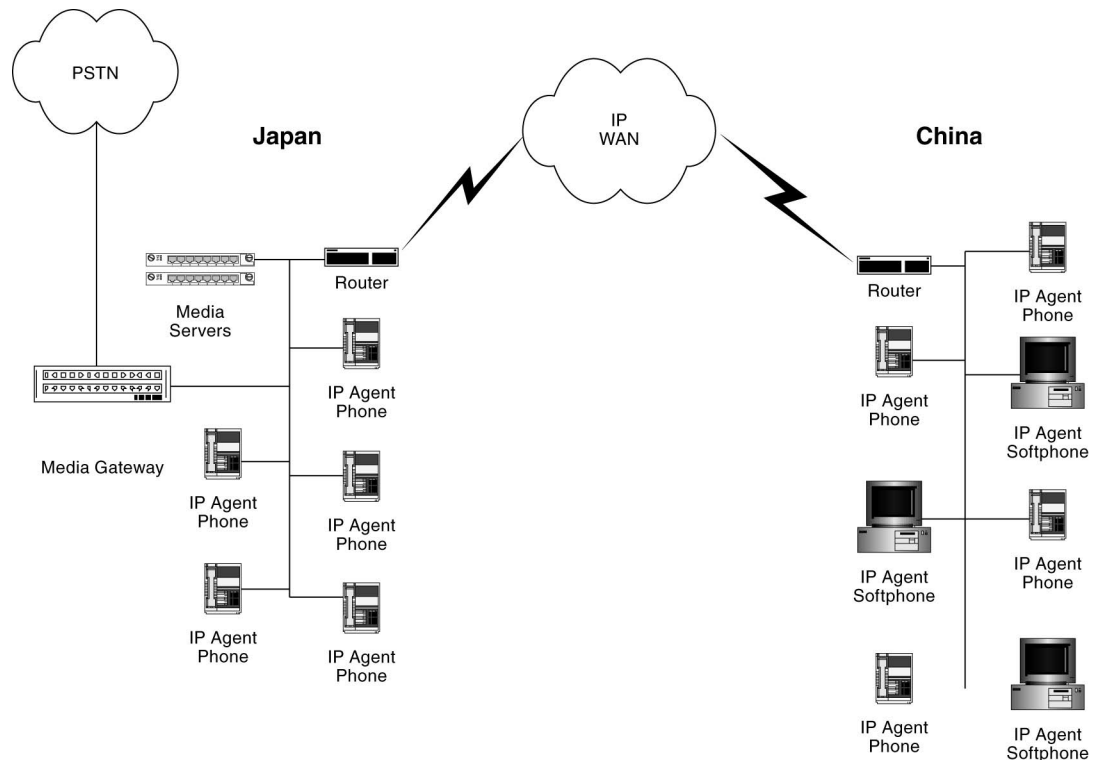 PSTN
Japan
IP
WAN
China
Router
Media
Servers
IP Agent
Phone
Media Gateway
IP Agent
Phone
IP Agent
Phone
IP Agent
Phone
IP Agent
Phone
Router
IP Agent
Phone
IP Agent
Phone
IP Agent
Softphone
IP Agent
Softphone
IP Agent
Phone
IP Agent
Phone
IP Agent
Softphone